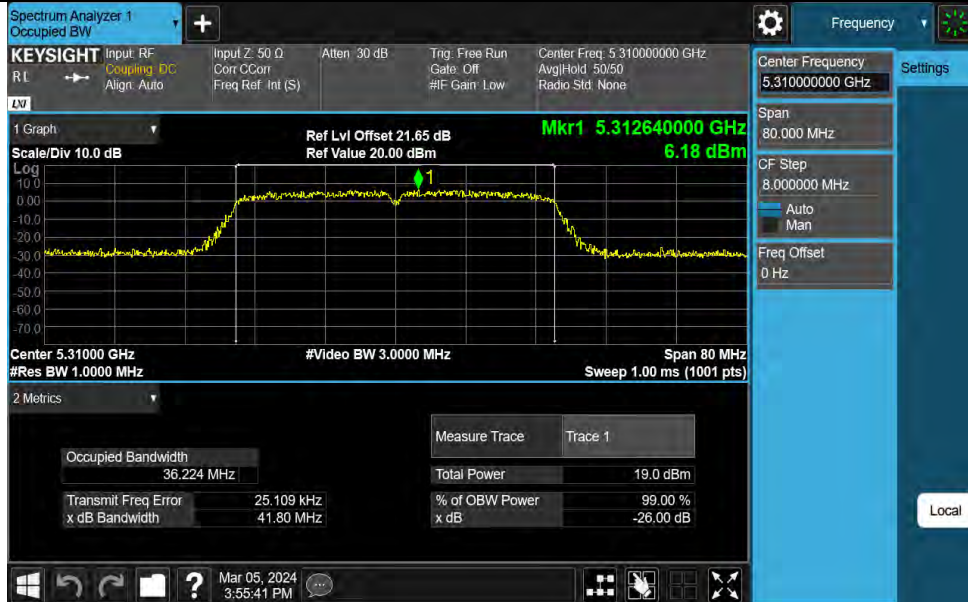 Spectrum Analyzer 1
Occupied BW
+
Frequency
KEYSIGHT
RL
LXI
Input: RF
Coupling: DC
Align: Auto
Input Z: 50 Ω
Corr CCorr
Freq Ref: Int (S)
Atten: 30 dB
Trig: Free Run
Gate: Off
#IF Gain: Low
Center Freq: 5.310000000 GHz
Avg|Hold: 50/50
Radio Std: None
Center Frequency
5.310000000 GHz
Settings
Span
80.000 MHz
CF Step
8.000000 MHz
Auto
Man
Freq Offset
0 Hz
Local
1 Graph
Scale/Div 10.0 dB
Ref Lvl Offset 21.65 dB
Ref Value 20.00 dBm
Mkr1 5.312640000 GHz
6.18 dBm
Log
10.0
0.00
-10.0
-20.0
-30.0
-40.0
-50.0
-60.0
-70.0
1
Center 5.31000 GHz
#Res BW 1.0000 MHz
#Video BW 3.0000 MHz
Span 80 MHz
Sweep 1.00 ms (1001 pts)
2 Metrics
Measure Trace Trace 1
Occupied Bandwidth
36.224 MHz
Total Power 19.0 dBm
Transmit Freq Error 25.109 kHz
% of OBW Power 99.00 %
x dB Bandwidth 41.80 MHz
x dB -26.00 dB
?
Mar 05, 2024
3:55:41 PM